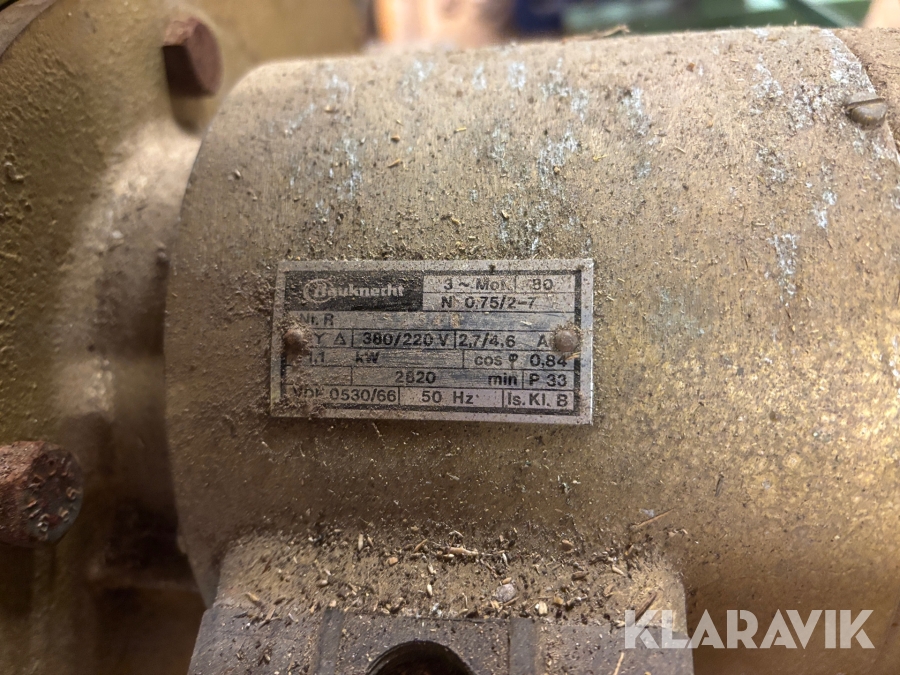 Bauknecht
3 ~ Mot. 80
N 0,75/2-7
Nr. R
Y Δ 380/220 V 2,7/4,6 A
1,1 kW cos φ 0,84
2820 min P 33
VDE 0530/66 50 Hz Is. Kl. B
KLARAVIK